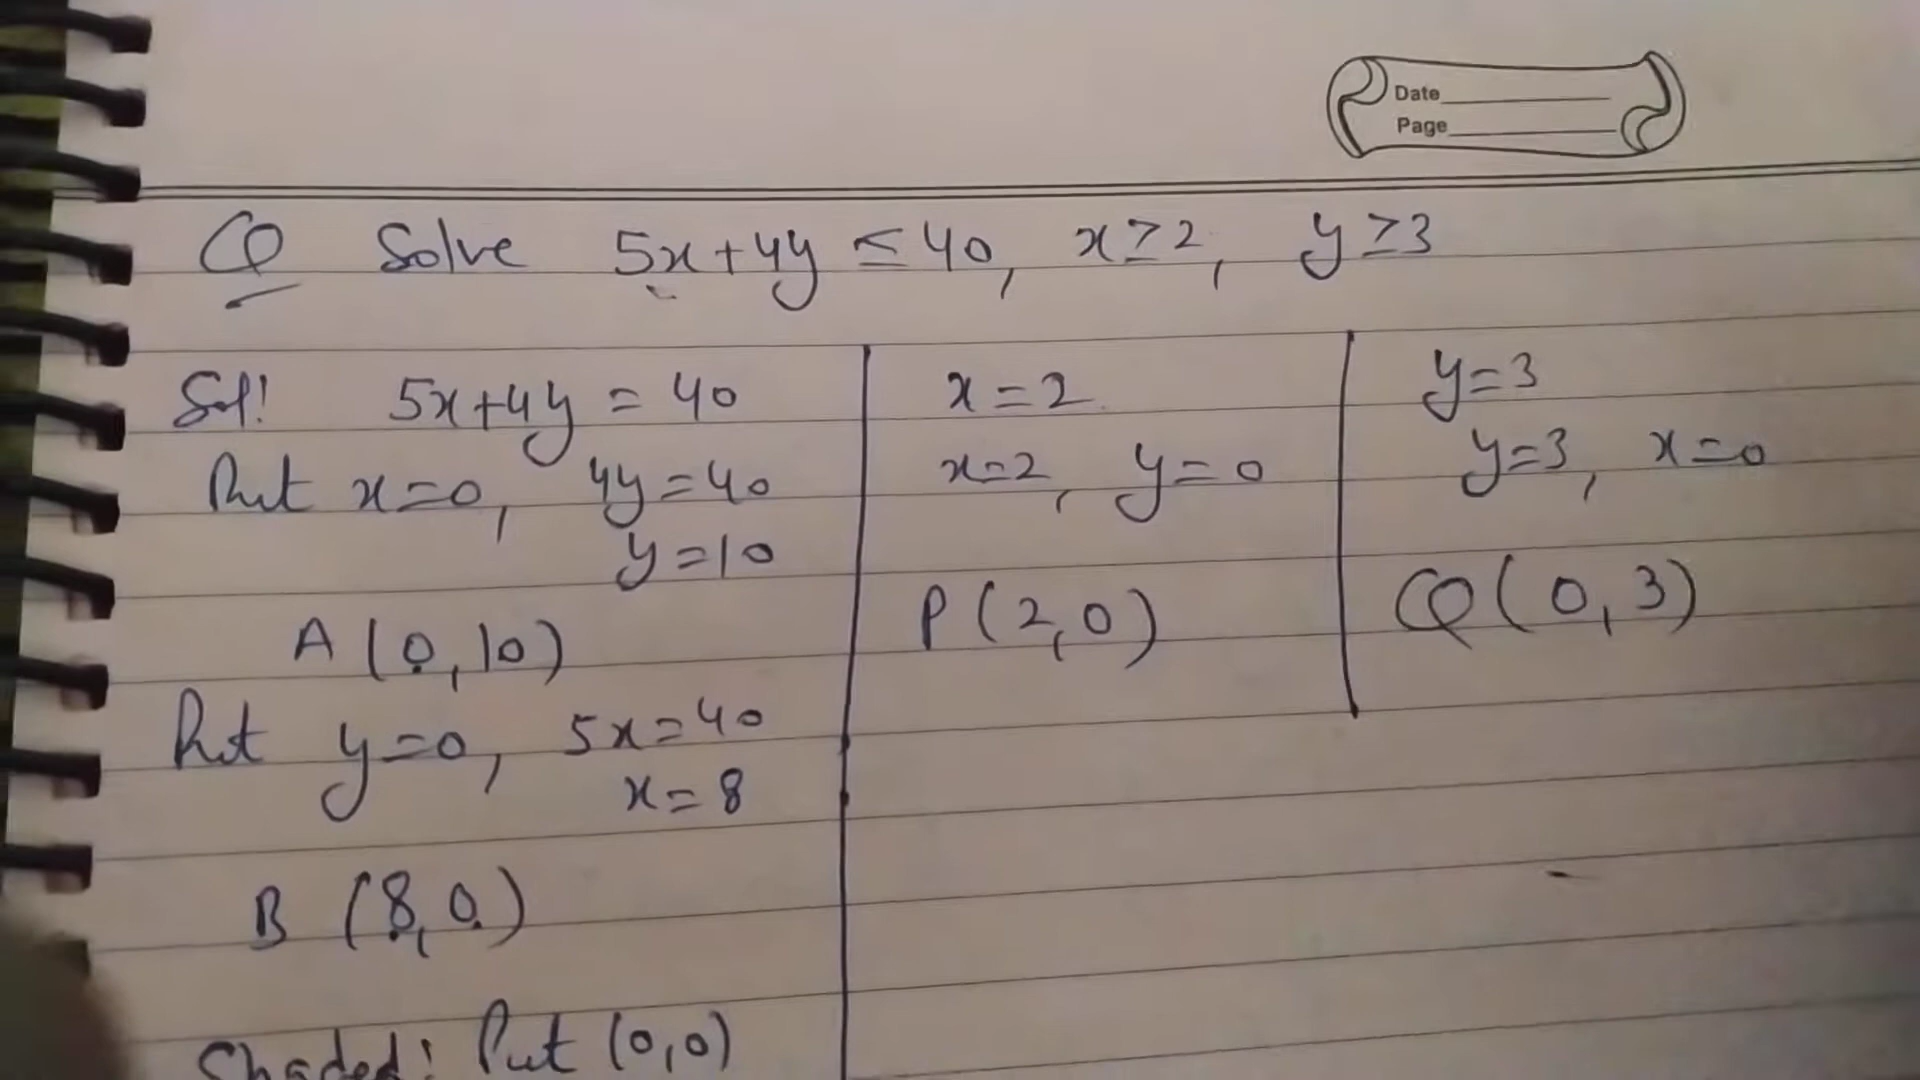 Date
Page
Q Solve 5x+4y ≤ 40, x≥2, y≥3
Sol! 5x+4y = 40
Put x=0, 4y=40
y=10
A (0,10)
Put y=0, 5x=40
x=8
B (8,0)
Shaded: Put (0,0)
x=2
x=2, y=0
P(2,0)
y=3
y=3, x=0
Q(0,3)